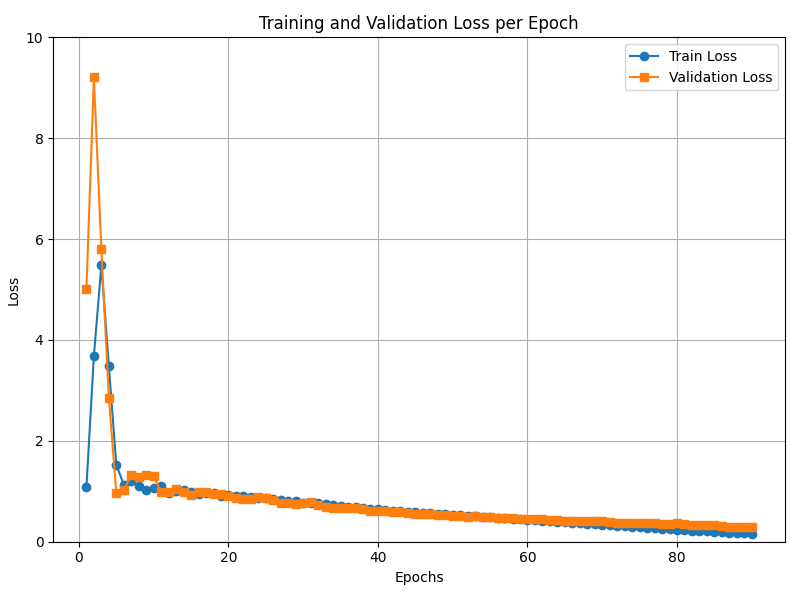 Training and Validation Loss per Epoch
10
8
6
4
2
0
Loss
Train Loss
Validation Loss
0 20 40 60 80
Epochs